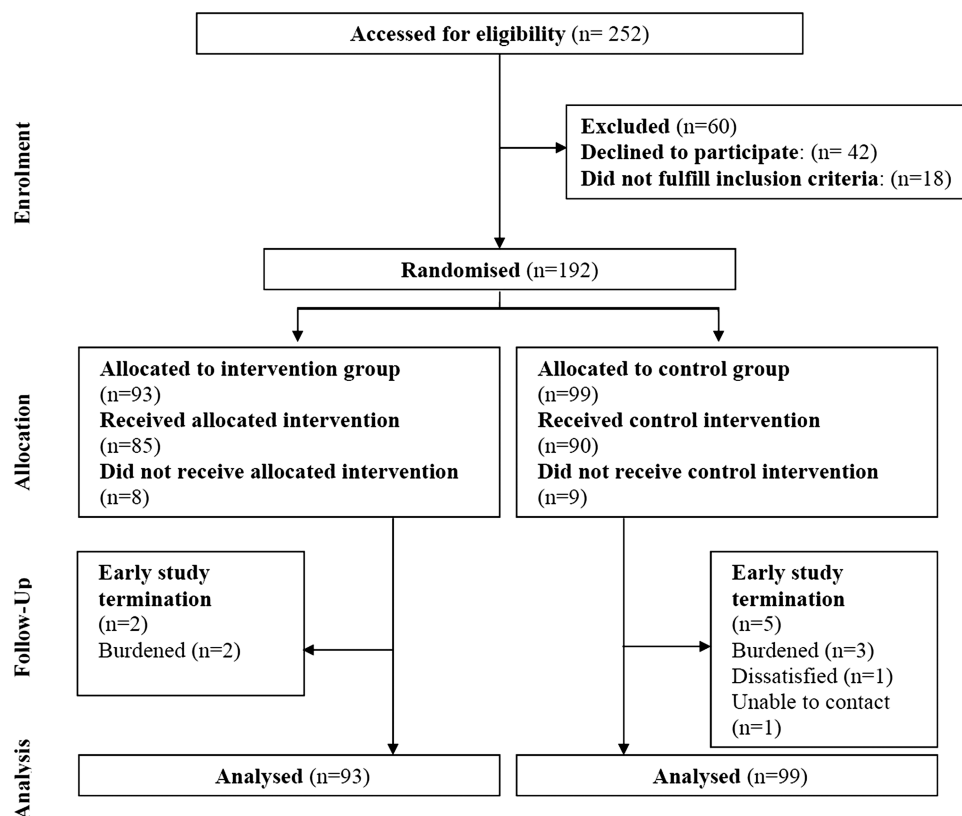 Accessed for eligibility (n= 252)
Enrolment
Excluded (n=60)
Declined to participate: (n= 42)
Did not fulfill inclusion criteria: (n=18)
Randomised (n=192)
Allocation
Allocated to intervention group
(n=93)
Received allocated intervention
(n=85)
Did not receive allocated intervention
(n=8)
Allocated to control group
(n=99)
Received control intervention
(n=90)
Did not receive control intervention
(n=9)
Follow-Up
Early study
termination
(n=2)
Burdened (n=2)
Early study
termination
(n=5)
Burdened (n=3)
Dissatisfied (n=1)
Unable to contact
(n=1)
Analysis
Analysed (n=93)
Analysed (n=99)